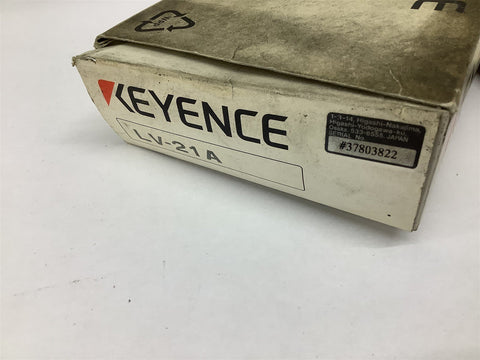 KEYENCE
LV-21A
1-3-14, Higashi-Nakajima,
Higashi-Yodogawa-ku,
Osaka, 533-8555, JAPAN
SERIAL No.
#37803822